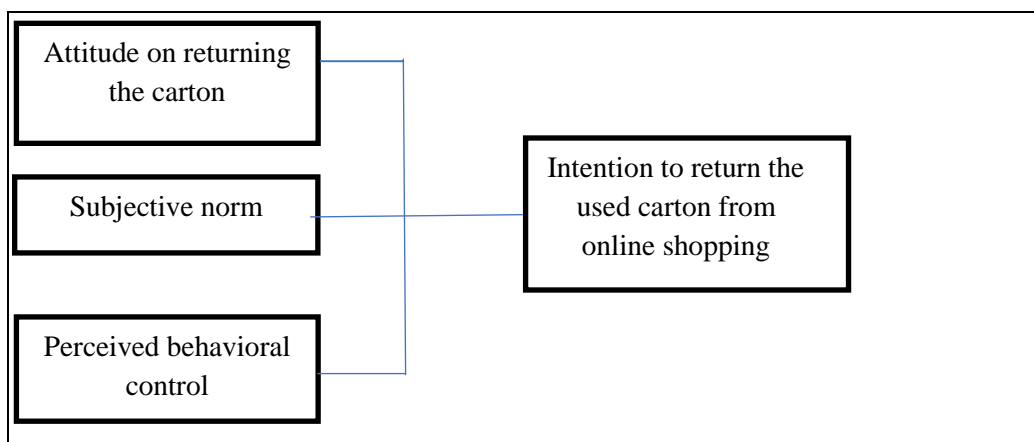 Attitude on returning
the carton
Subjective norm
Perceived behavioral
control
Intention to return the
used carton from
online shopping